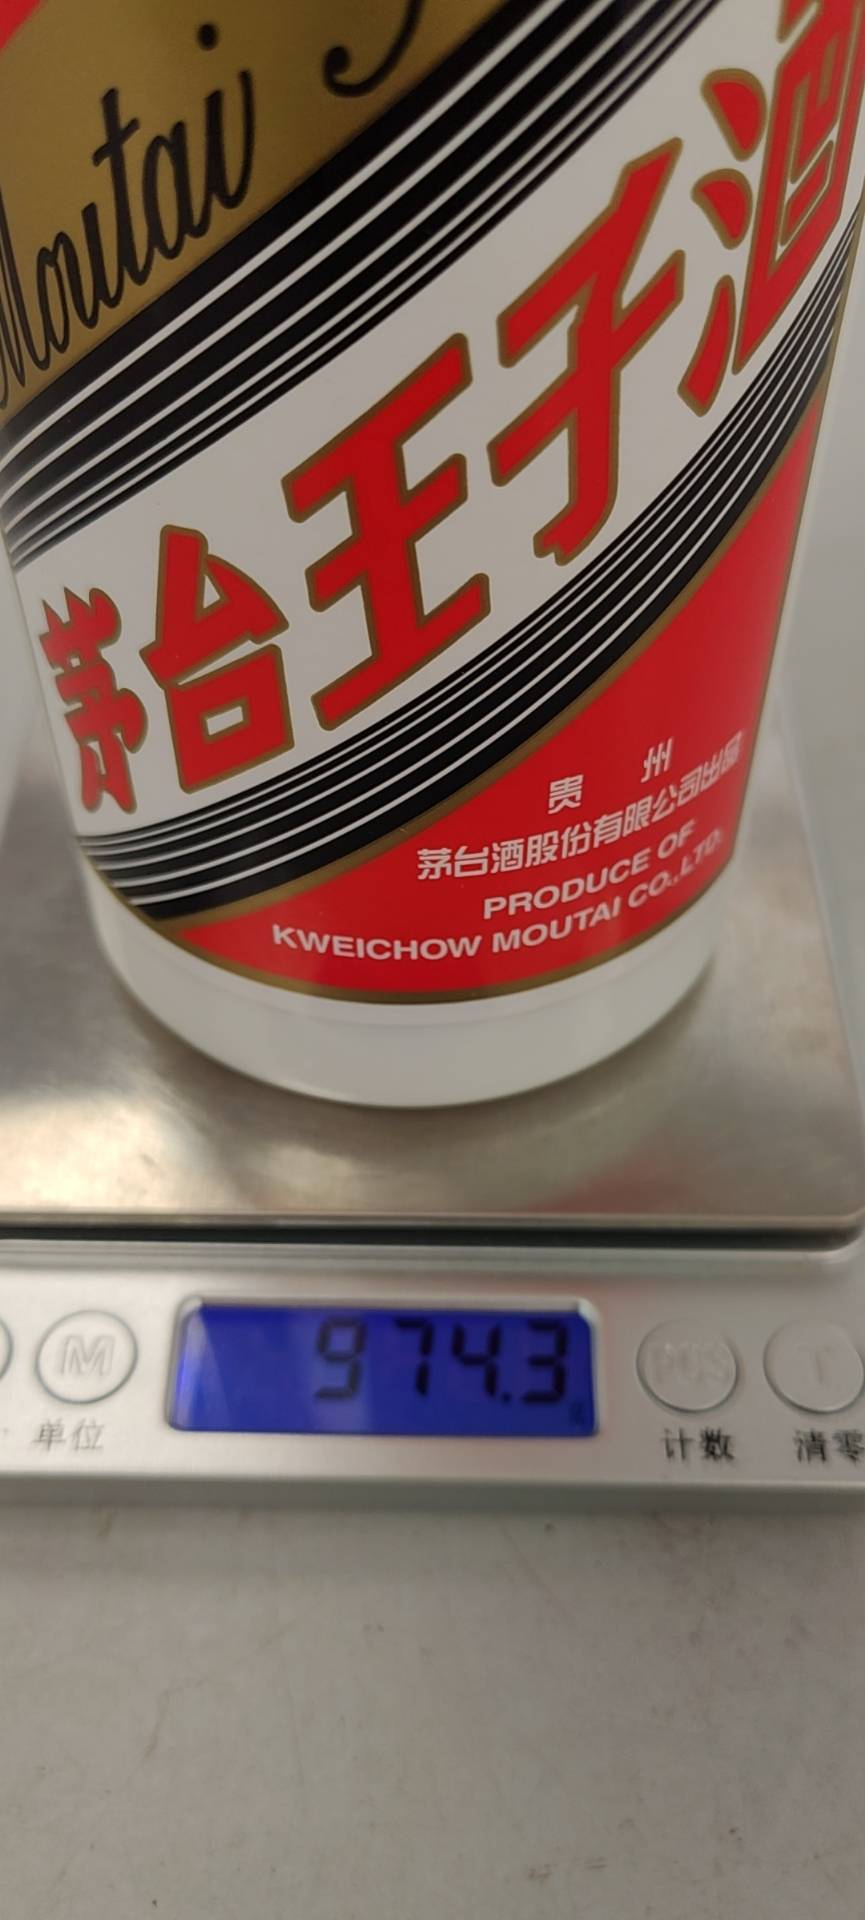 Moutai
茅台王子酒
贵 州
茅台酒股份有限公司出品
PRODUCE OF
KWEICHOW MOUTAI CO.,LTD.
974.3
M
PCS
T
单位
计数
清零